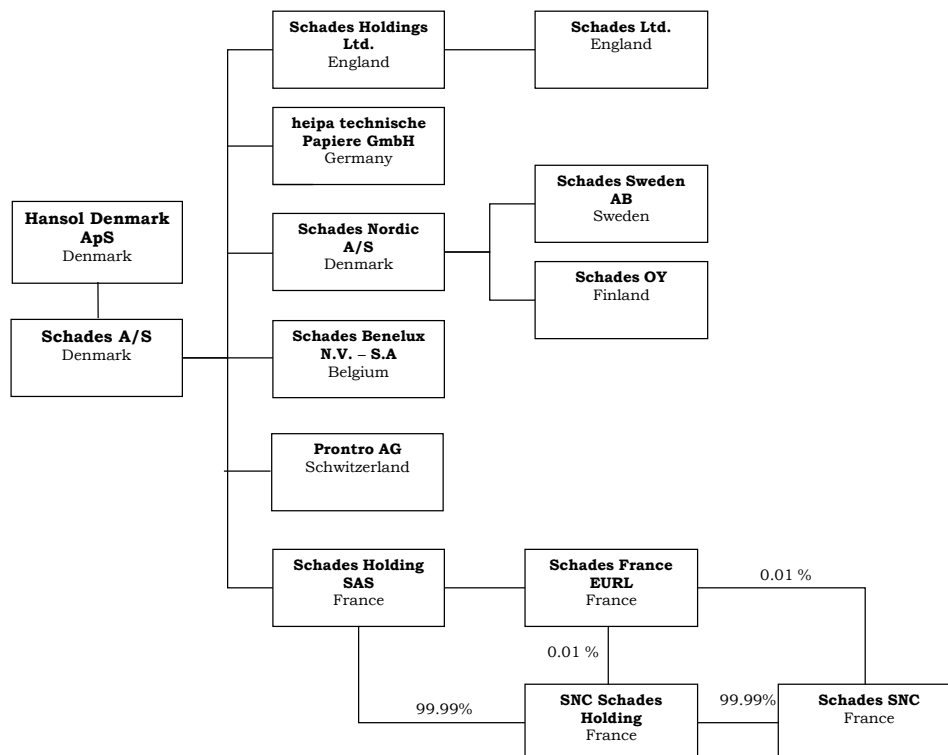 Schades Holdings
Ltd.
England
Schades Ltd.
England
heipa technische
Papiere GmbH
Germany
Schades Sweden
AB
Sweden
Hansol Denmark
ApS
Denmark
Schades Nordic
A/S
Denmark
Schades OY
Finland
Schades A/S
Denmark
Schades Benelux
N.V. – S.A
Belgium
Prontro AG
Schwitzerland
Schades Holding
SAS
France
Schades France
EURL
France
0.01 %
0.01 %
99.99%
SNC Schades
Holding
France
99.99%
Schades SNC
France